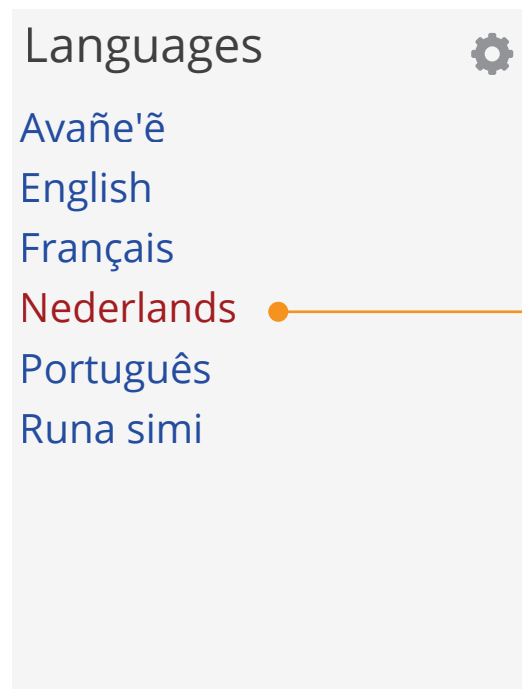 Languages
Avañe'ẽ
English
Français
Nederlands
Português
Runa simi